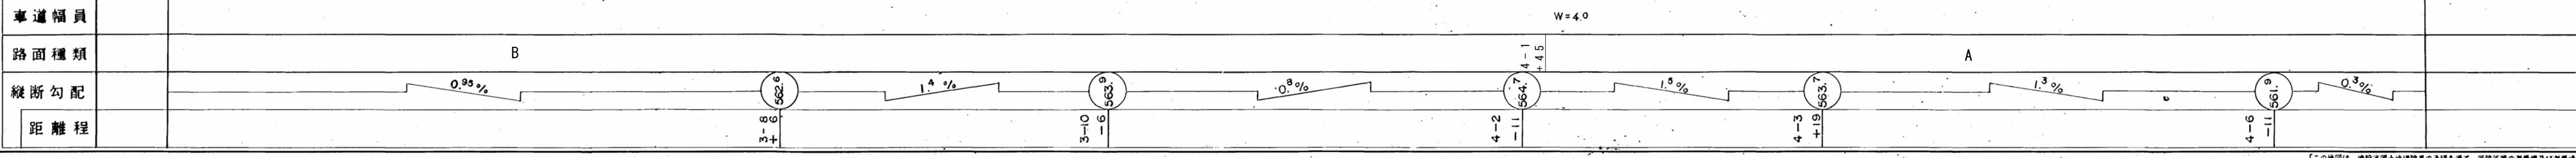 車道幅員 W=4.0
路面種類 B 4-1 +45 A
縦断勾配 0.95% 562.6 1.4% 563.9 0.8% 564.7 1.5% 563.7 1.3% 561.9 0.3%
距離程 3-8 +6 3-10 -6 4-2 -11 4-3 +19 4-6 -11